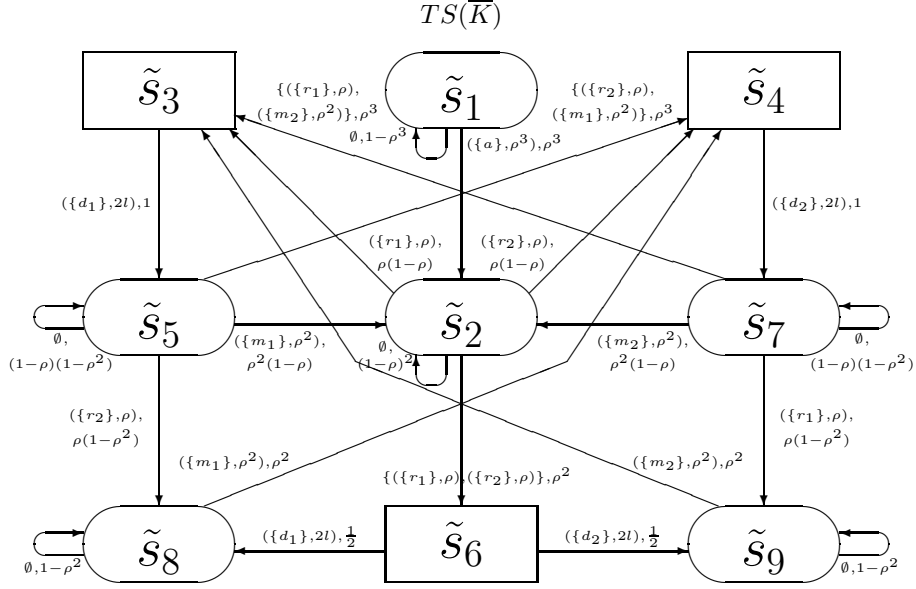 TS(K̅)
s̃₃
{({r₁},ρ),
({m₂},ρ²)},ρ³
s̃₁
{({r₂},ρ),
({m₁},ρ²)},ρ³
s̃₄
∅,1−ρ³
({a},ρ³),ρ³
({d₁},2l),1
({d₂},2l),1
({r₁},ρ),
ρ(1−ρ)
({r₂},ρ),
ρ(1−ρ)
s̃₅
s̃₂
s̃₇
∅,
(1−ρ)(1−ρ²)
({m₁},ρ²),
ρ²(1−ρ)
∅,
(1−ρ)²
({m₂},ρ²),
ρ²(1−ρ)
∅,
(1−ρ)(1−ρ²)
({r₂},ρ),
ρ(1−ρ²)
({r₁},ρ),
ρ(1−ρ²)
({m₁},ρ²),ρ²
{({r₁},ρ),({r₂},ρ)},ρ²
({m₂},ρ²),ρ²
s̃₈
({d₁},2l),½
s̃₆
({d₂},2l),½
s̃₉
∅,1−ρ²
∅,1−ρ²